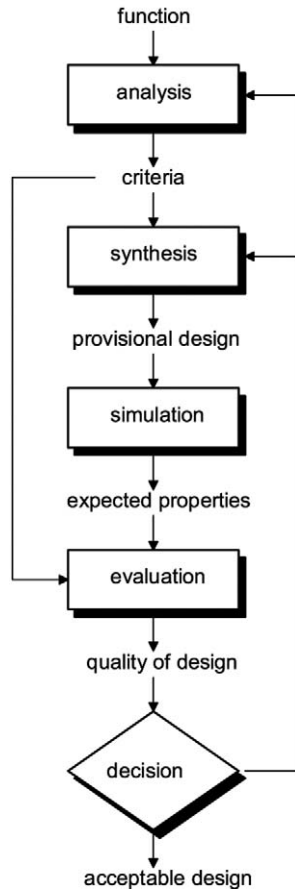 function
analysis
criteria
synthesis
provisional design
simulation
expected properties
evaluation
quality of design
decision
acceptable design